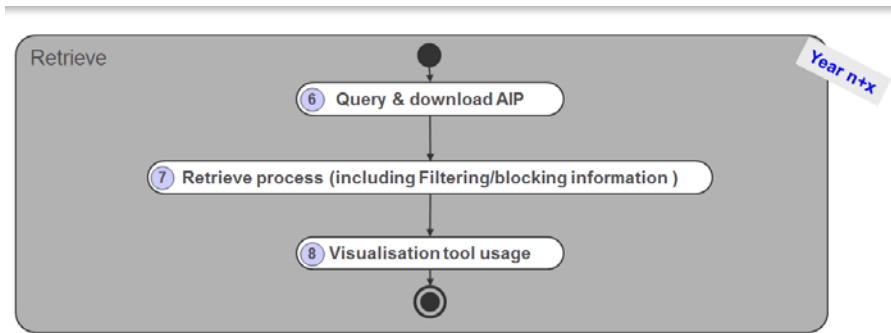 Retrieve
Year n+x
6 Query & download AIP
7 Retrieve process (including Filtering/blocking information )
8 Visualisation tool usage